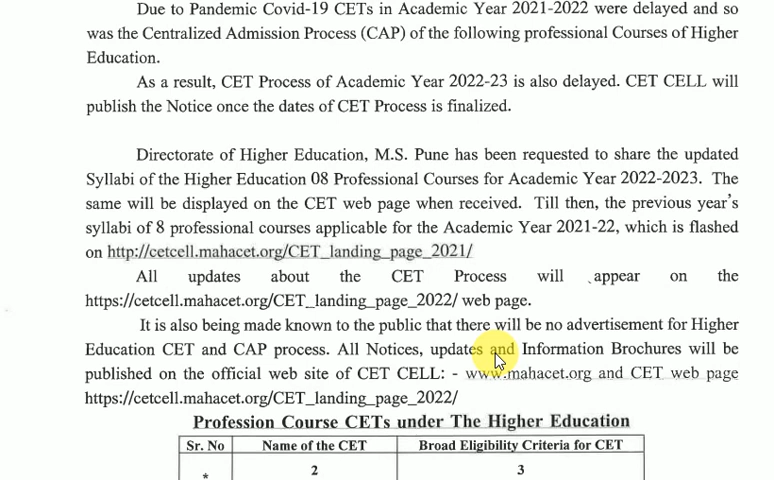 Due to Pandemic Covid-19 CETs in Academic Year 2021-2022 were delayed and so
was the Centralized Admission Process (CAP) of the following professional Courses of Higher
Education.
As a result, CET Process of Academic Year 2022-23 is also delayed. CET CELL will
publish the Notice once the dates of CET Process is finalized.
Directorate of Higher Education, M.S. Pune has been requested to share the updated
Syllabi of the Higher Education 08 Professional Courses for Academic Year 2022-2023. The
same will be displayed on the CET web page when received. Till then, the previous year's
syllabi of 8 professional courses applicable for the Academic Year 2021-22, which is flashed
on http://cetcell.mahacet.org/CET_landing_page_2021/
All updates about the CET Process will appear on the
https://cetcell.mahacet.org/CET_landing_page_2022/ web page.
It is also being made known to the public that there will be no advertisement for Higher
Education CET and CAP process. All Notices, updates and Information Brochures will be
published on the official web site of CET CELL: - www.mahacet.org and CET web page
https://cetcell.mahacet.org/CET_landing_page_2022/
Profession Course CETs under The Higher Education
Sr. No Name of the CET Broad Eligibility Criteria for CET
* 2 3